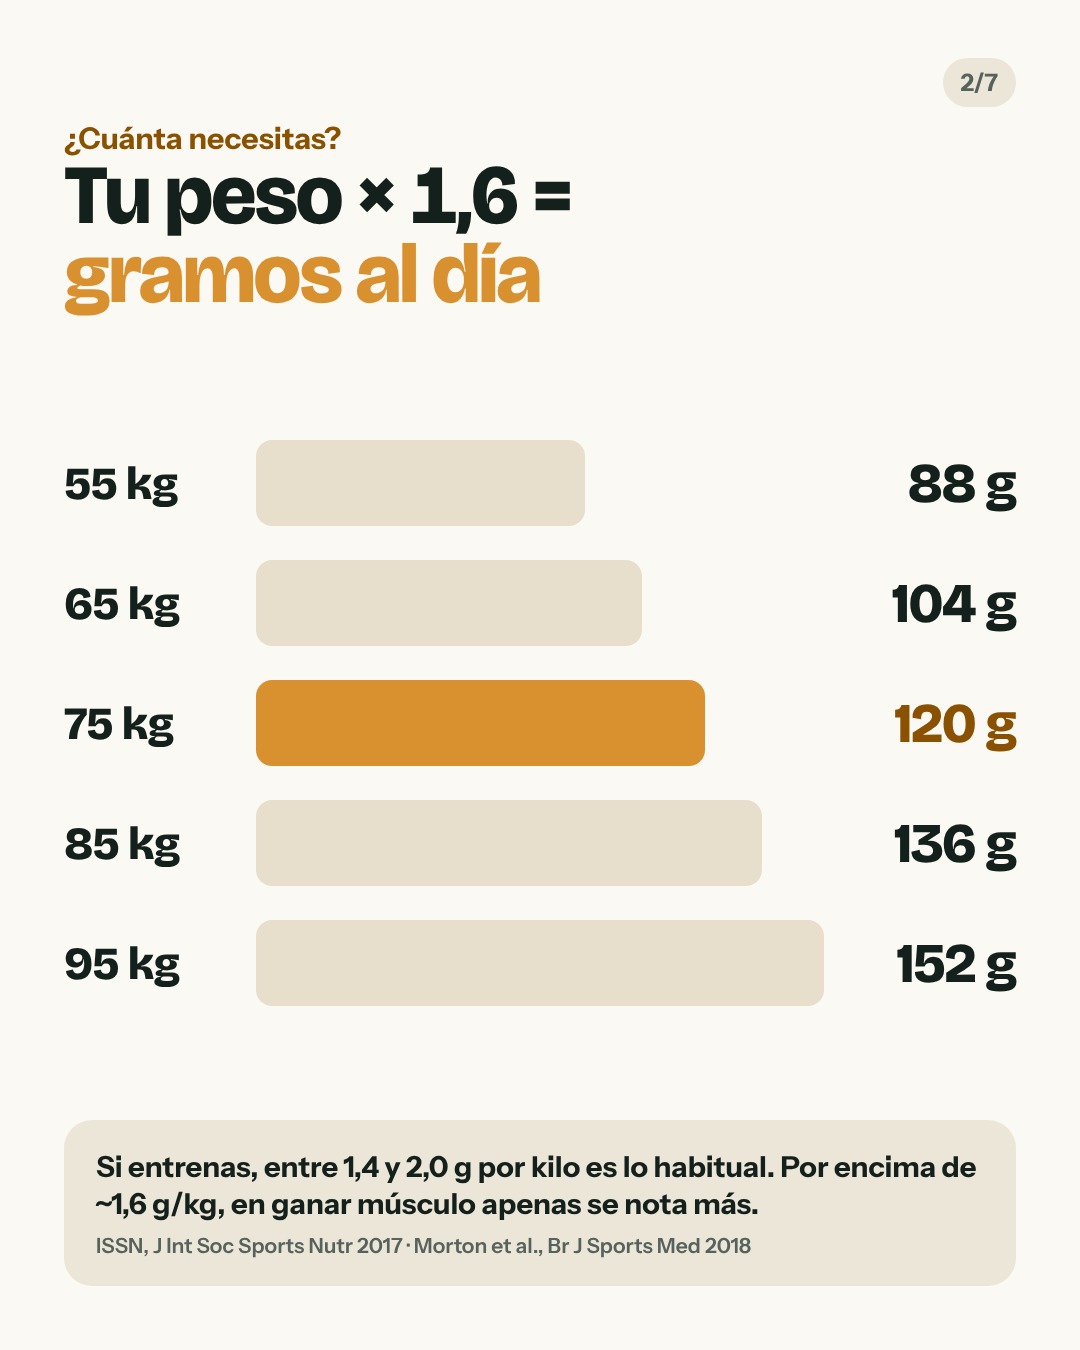 2/7
¿Cuánta necesitas?
Tu peso × 1,6 =
gramos al día
55 kg 88 g
65 kg 104 g
75 kg 120 g
85 kg 136 g
95 kg 152 g
Si entrenas, entre 1,4 y 2,0 g por kilo es lo habitual. Por encima de
~1,6 g/kg, en ganar músculo apenas se nota más.
ISSN, J Int Soc Sports Nutr 2017 · Morton et al., Br J Sports Med 2018